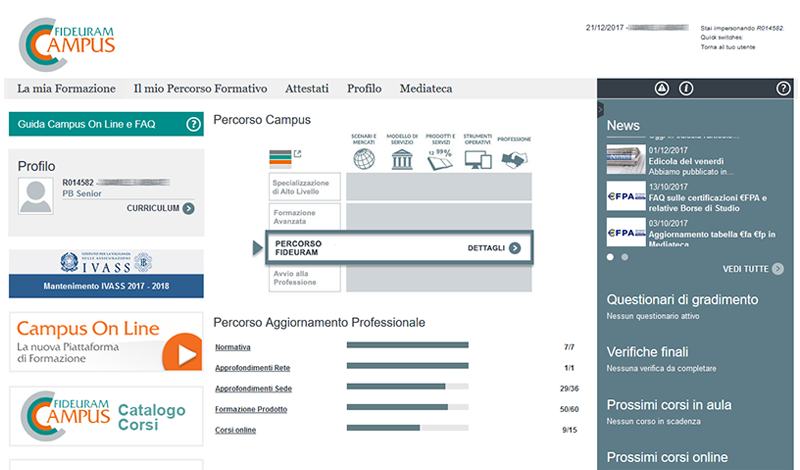 FIDEURAM
CAMPUS
21/12/2017 -
Stai impersonando R014582.
Quick switches:
Torna al tuo utente
La mia Formazione
Il mio Percorso Formativo
Attestati
Profilo
Mediateca
Guida Campus On Line e FAQ
?
Profilo
R014582 -
PB Senior
CURRICULUM
IVASS
Mantenimento IVASS 2017 - 2018
Campus On Line
La nuova Piattaforma
di Formazione
FIDEURAM
CAMPUS
Catalogo
Corsi
Percorso Campus
SCENARI E
MERCATI
MODELLO DI
SERVIZIO
PRODOTTI E
SERVIZI
STRUMENTI
OPERATIVI
PROFESSIONE
Specializzazione
di Alto Livello
Formazione
Avanzata
PERCORSO
FIDEURAM
DETTAGLI
Avvio alla
Professione
Percorso Aggiornamento Professionale
Normativa 7/7
Approfondimenti Rete 1/1
Approfondimenti Sede 29/36
Formazione Prodotto 50/60
Corsi online 9/15
i
?
News
01/12/2017
Edicola del venerdì
Abbiamo pubblicato in...
€FPA
13/10/2017
FAQ sulle certificazioni €FPA e
relative Borse di Studio
€FPA
03/10/2017
Aggiornamento tabella €fa €fp in
Mediateca
VEDI TUTTE
Questionari di gradimento
Nessun questionario attivo
Verifiche finali
Nessuna verifica da completare
Prossimi corsi in aula
Nessun corso in scadenza
Prossimi corsi online